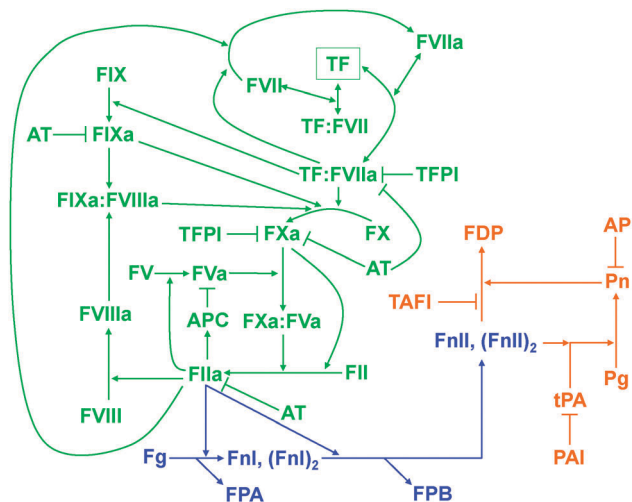 FVIIa
FIX
FVII
TF
TF:FVII
AT
FIXa
TF:FVIIa
TFPI
FIXa:FVIIIa
TFPI
FXa
FX
FDP
AP
FV
FVa
AT
Pn
TAFI
FVIIIa
APC
FXa:FVa
FnII, (FnII)2
FIIa
FII
Pg
FVIII
AT
tPA
Fg
FnI, (FnI)2
PAI
FPA
FPB